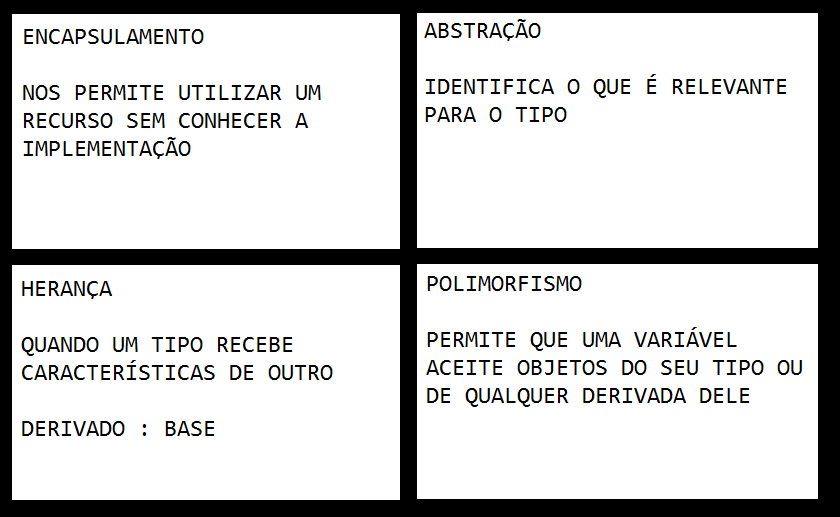 ENCAPSULAMENTO
NOS PERMITE UTILIZAR UM
RECURSO SEM CONHECER A
IMPLEMENTAÇÃO
ABSTRAÇÃO
IDENTIFICA O QUE É RELEVANTE
PARA O TIPO
HERANÇA
QUANDO UM TIPO RECEBE
CARACTERÍSTICAS DE OUTRO
DERIVADO : BASE
POLIMORFISMO
PERMITE QUE UMA VARIÁVEL
ACEITE OBJETOS DO SEU TIPO OU
DE QUALQUER DERIVADA DELE